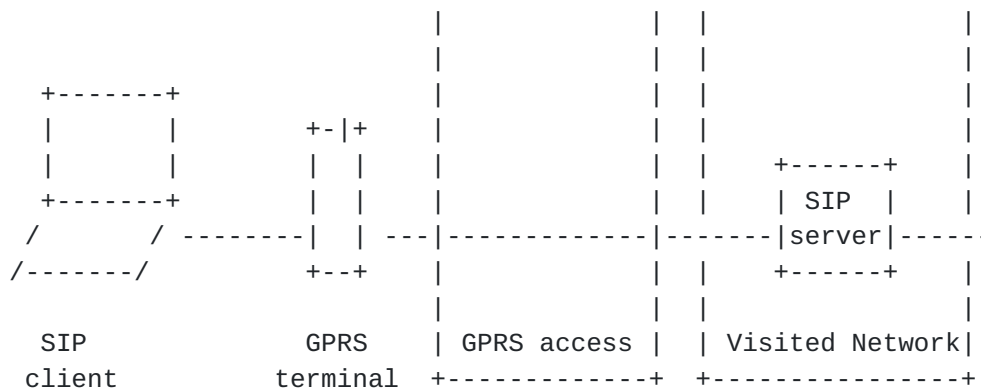 SIP
server
SIP GPRS GPRS access Visited Network
client terminal